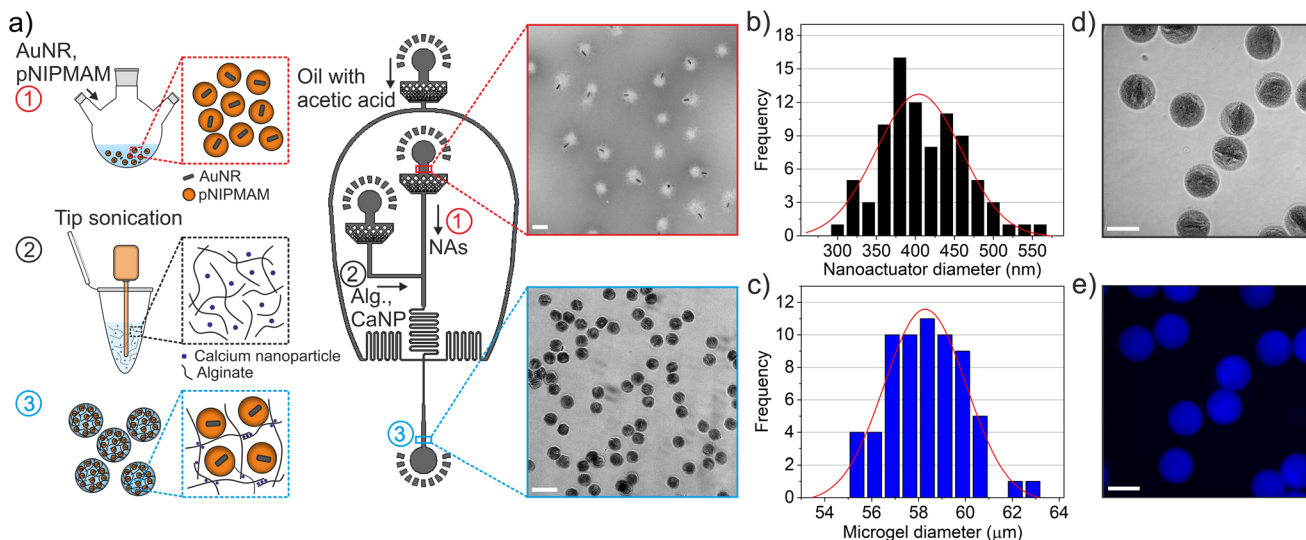 a)
AuNR,
pNIPMAM
1
AuNR
pNIPMAM
Tip sonication
2
Calcium nanoparticle
Alginate
3
Oil with
acetic acid
1
NAs
2
Alg.,
CaNP
3
b)
Frequency
18
15
12
9
6
3
0
300 350 400 450 500 550
Nanoactuator diameter (nm)
c)
Frequency
12
10
8
6
4
2
0
54 56 58 60 62 64
Microgel diameter (μm)
d)
e)